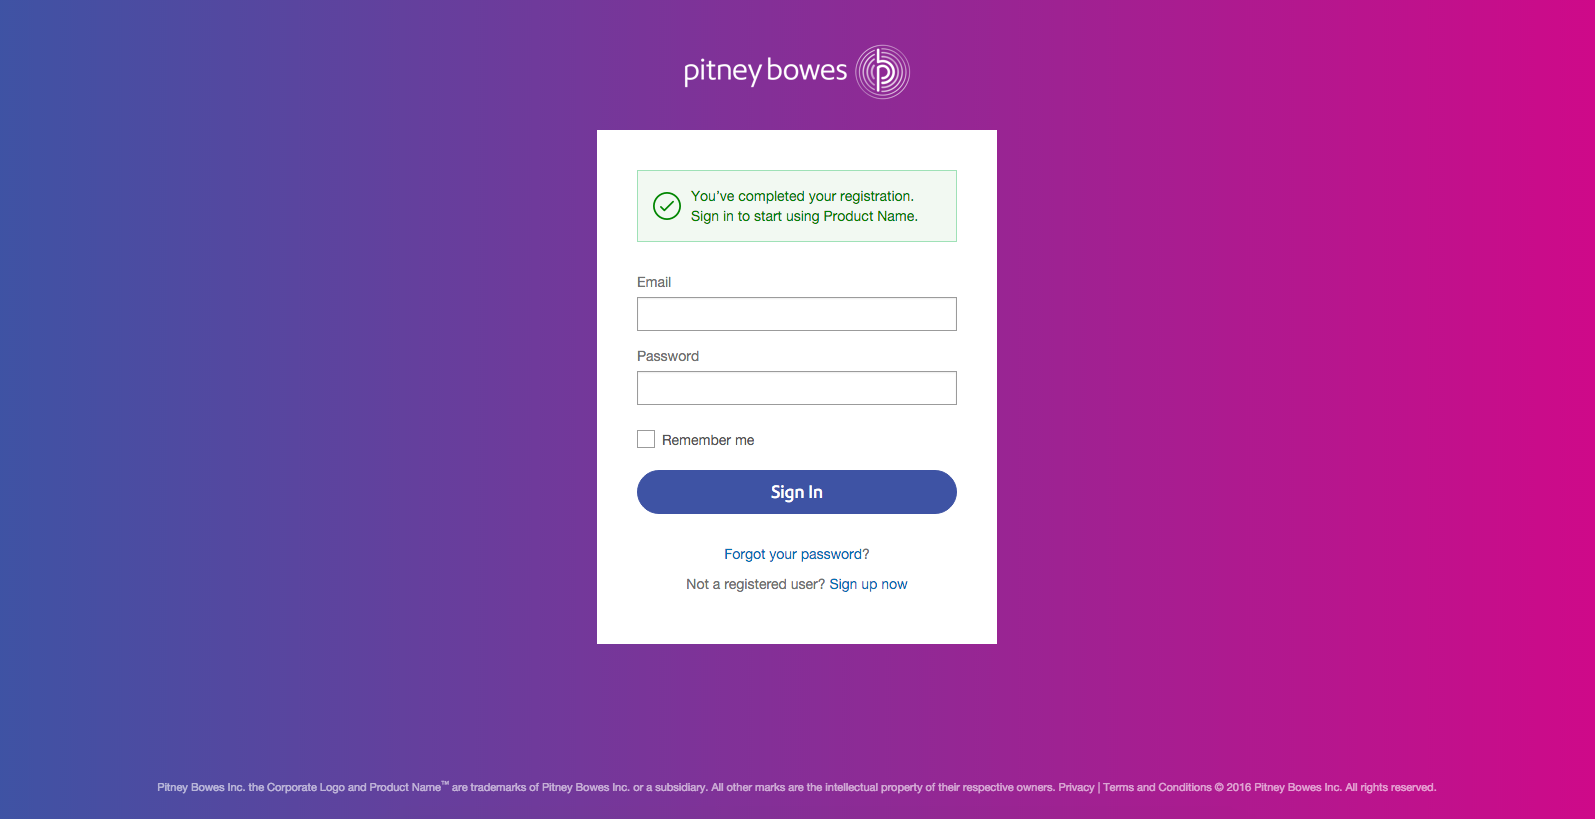 pitney bowes
You’ve completed your registration.
Sign in to start using Product Name.
Email
Password
Remember me
Sign In
Forgot your password?
Not a registered user? Sign up now
Pitney Bowes Inc. the Corporate Logo and Product Name™ are trademarks of Pitney Bowes Inc. or a subsidiary. All other marks are the intellectual property of their respective owners. Privacy | Terms and Conditions © 2016 Pitney Bowes Inc. All rights reserved.